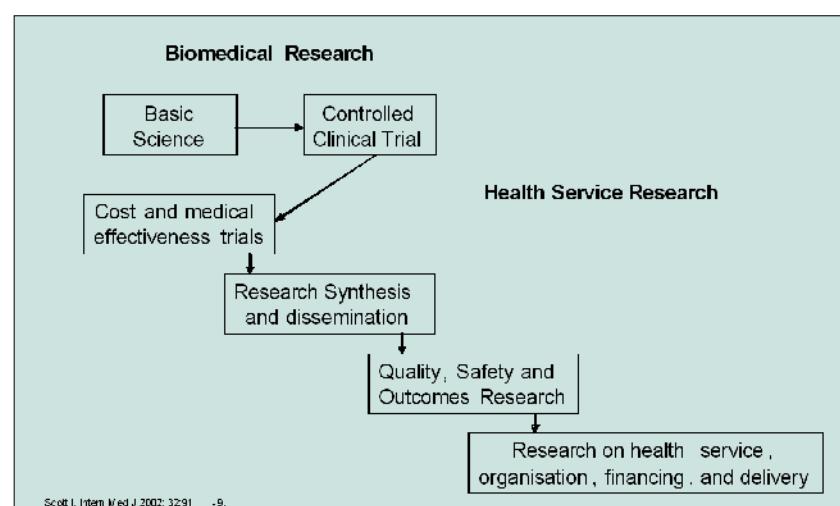 Biomedical Research
Basic
Science
Controlled
Clinical Trial
Health Service Research
Cost and medical
effectiveness trials
Research Synthesis
and dissemination
Quality, Safety and
Outcomes Research
Research on health service,
organisation, financing. and delivery
Scott I. Intern Med J 2002; 32:91 -9.